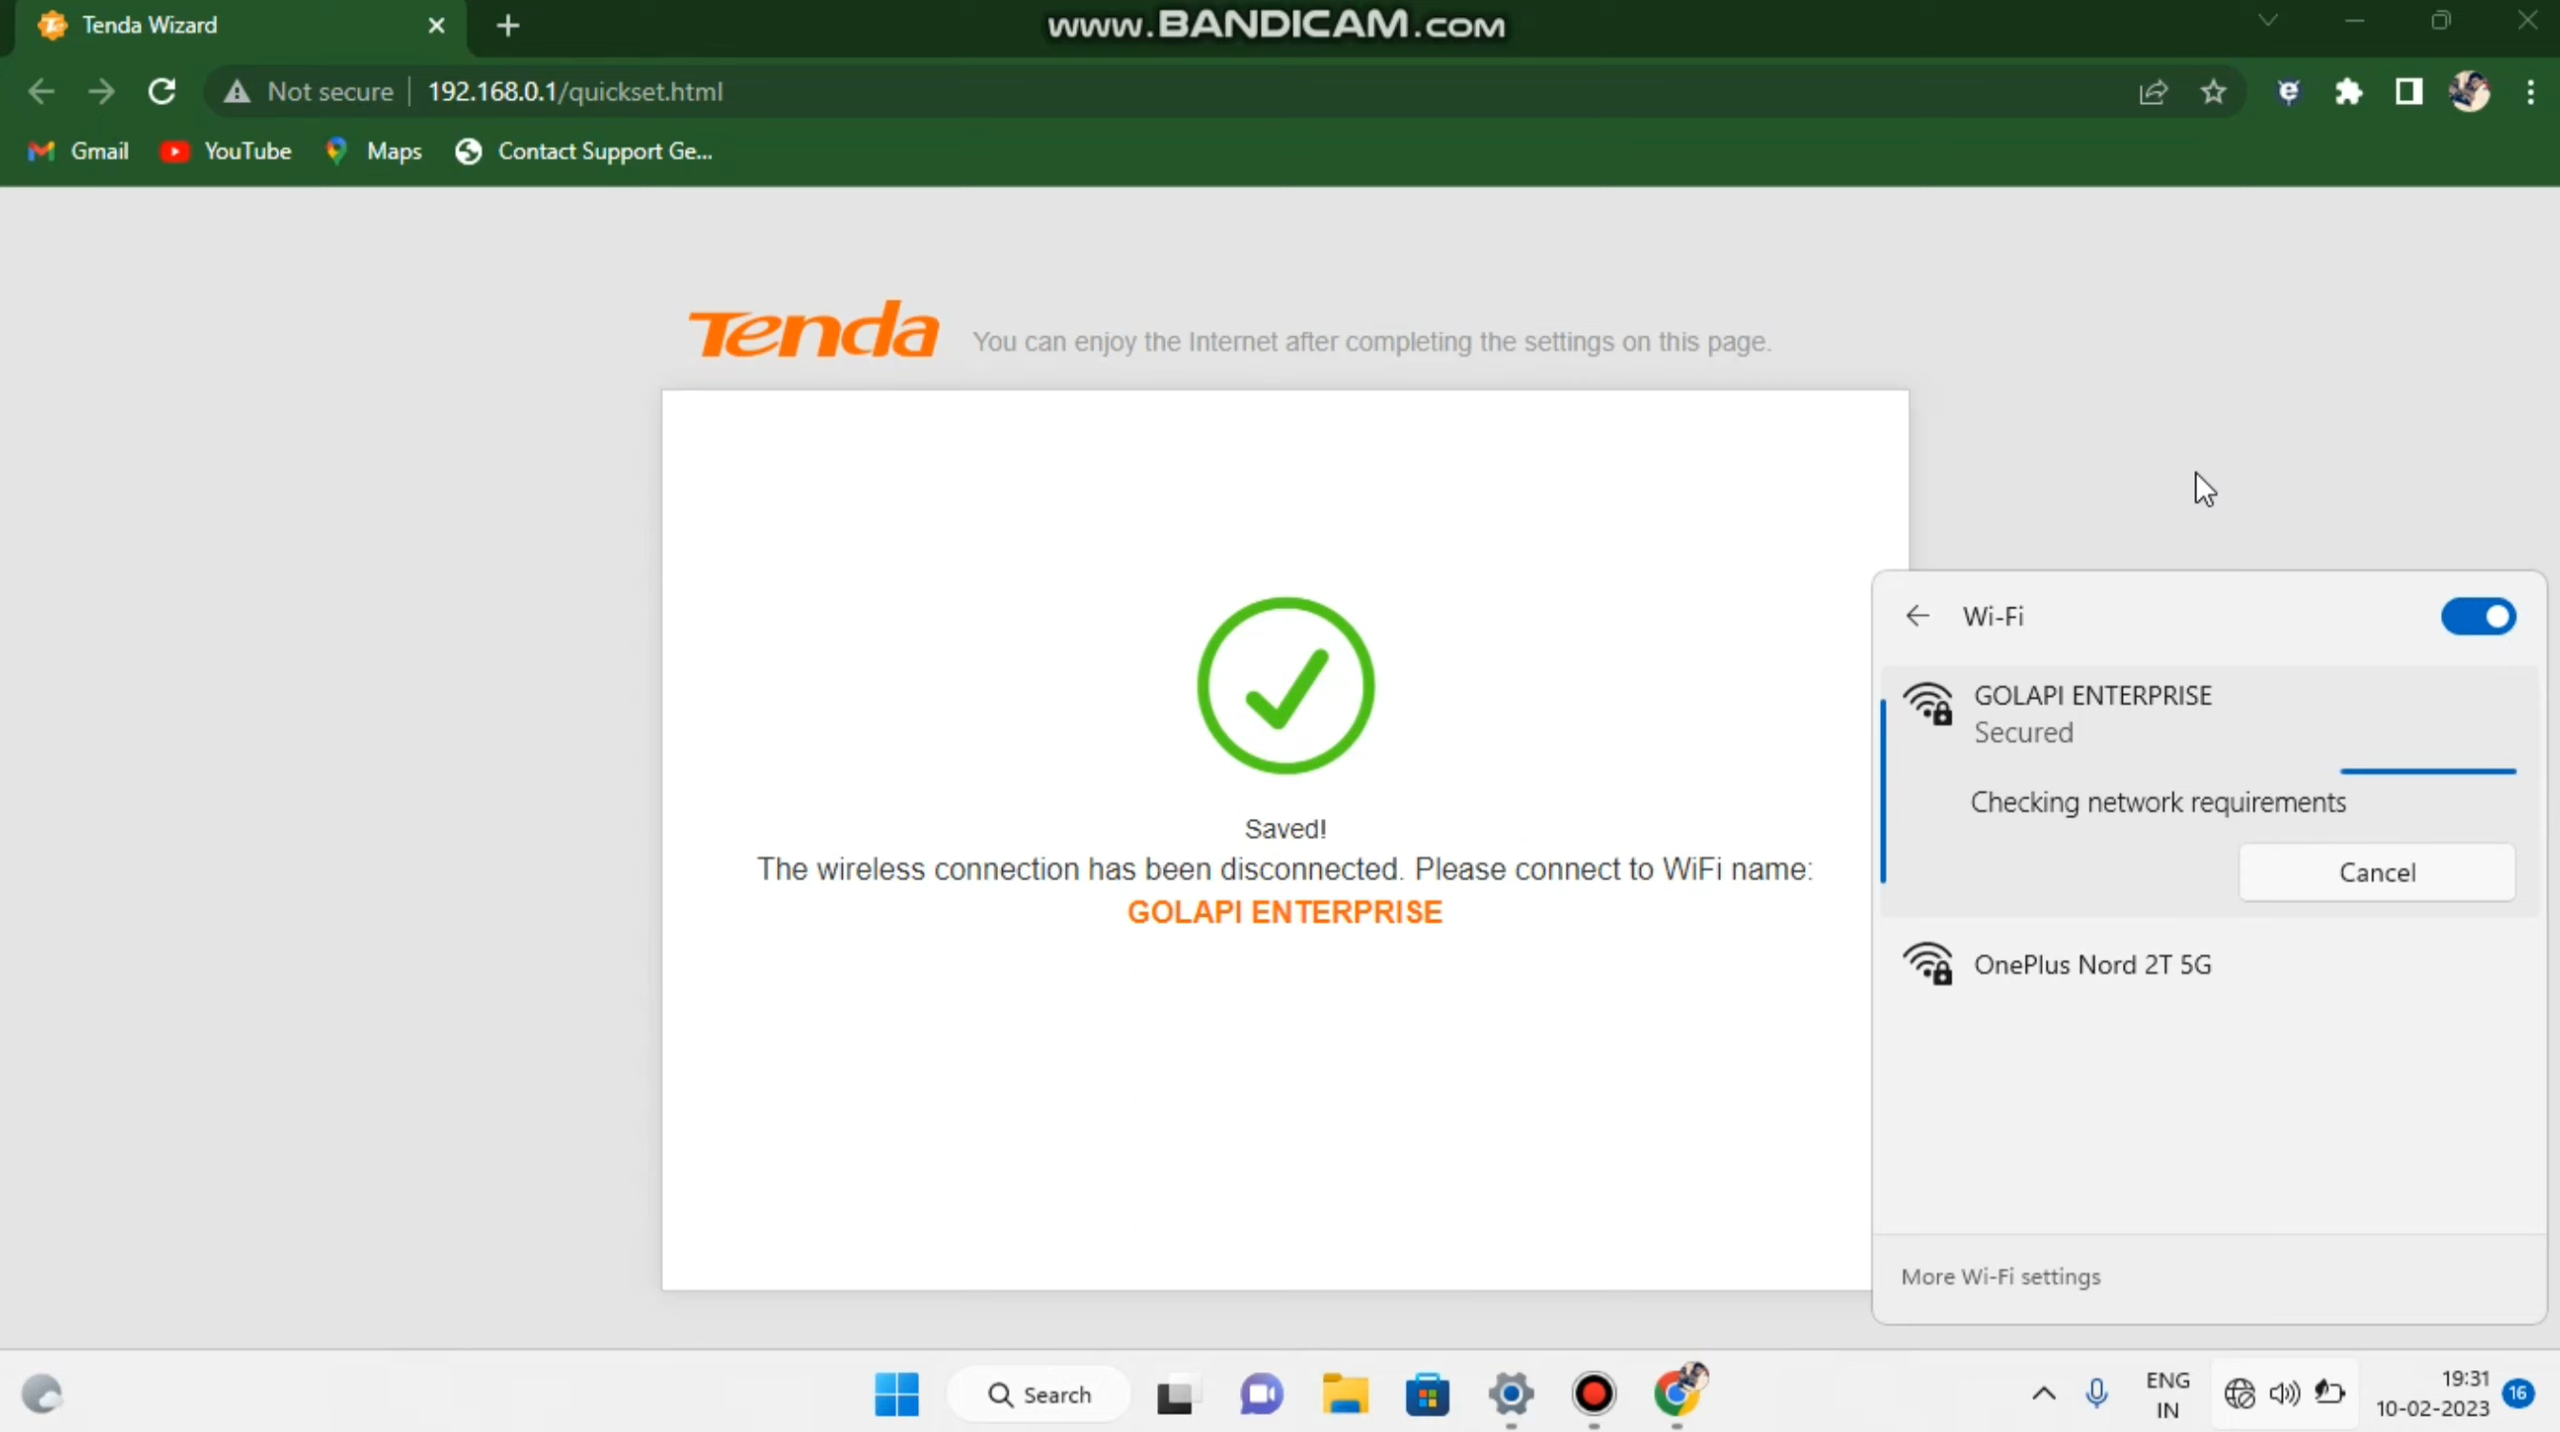 Tenda Wizard
www.BANDICAM.com
Not secure
192.168.0.1/quickset.html
Gmail
YouTube
Maps
Contact Support Ge...
Tenda
You can enjoy the Internet after completing the settings on this page.
Saved!
The wireless connection has been disconnected. Please connect to WiFi name:
GOLAPI ENTERPRISE
Wi-Fi
GOLAPI ENTERPRISE
Secured
Checking network requirements
Cancel
OnePlus Nord 2T 5G
More Wi-Fi settings
Search
ENG
IN
19:31
10-02-2023
16